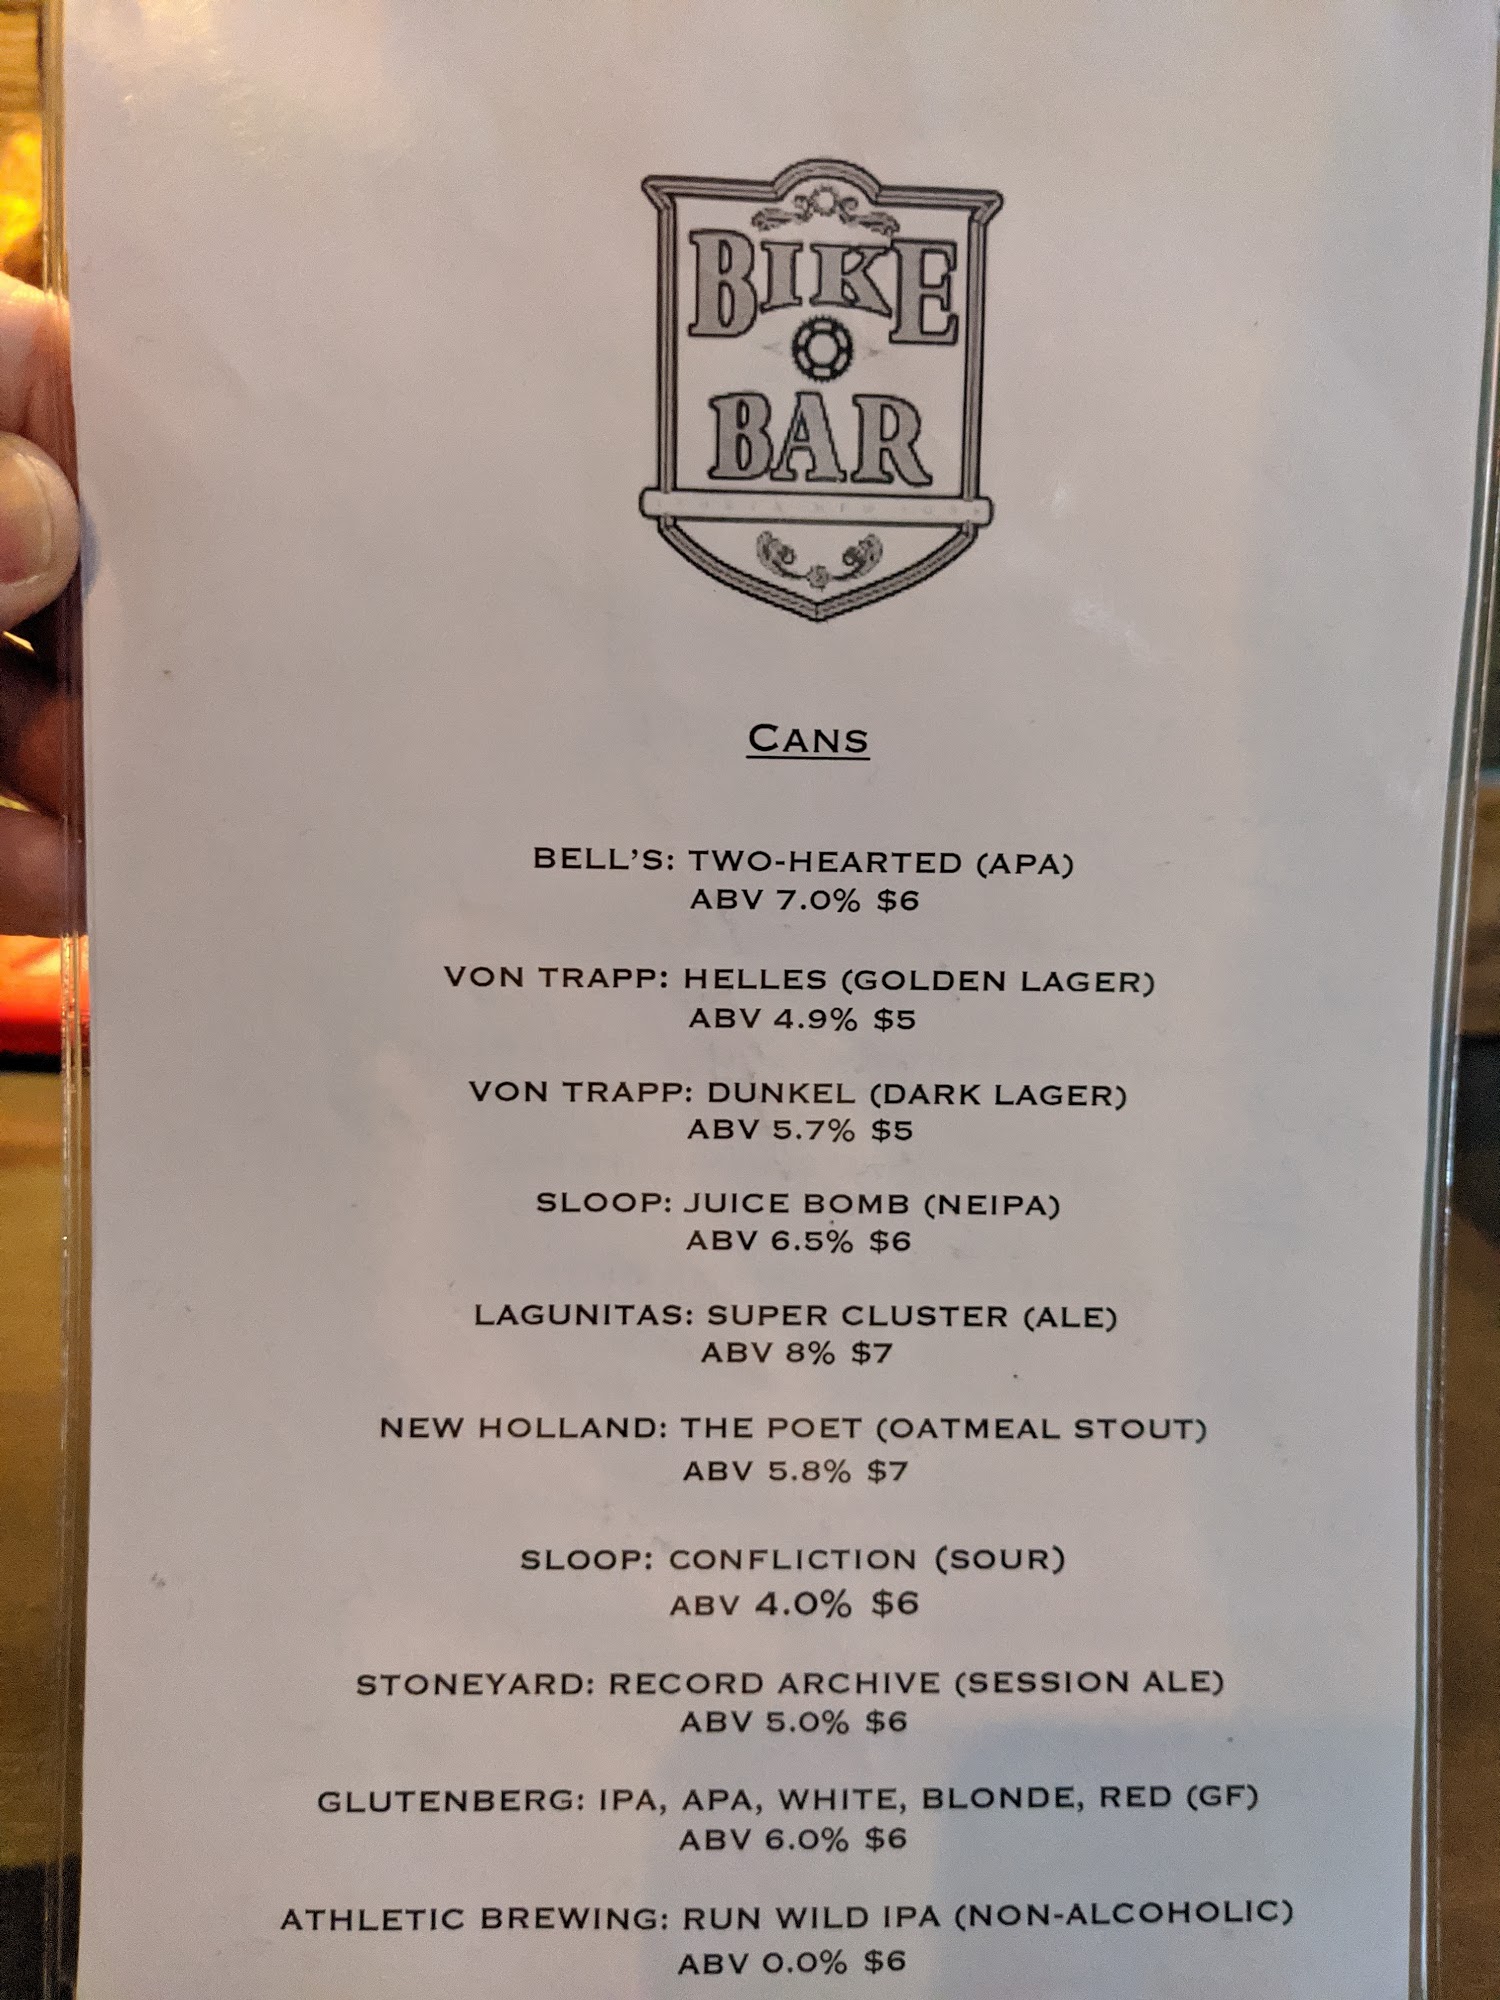 BIKE
BAR
CANS
BELL'S: TWO-HEARTED (APA)
ABV 7.0% $6
VON TRAPP: HELLES (GOLDEN LAGER)
ABV 4.9% $5
VON TRAPP: DUNKEL (DARK LAGER)
ABV 5.7% $5
SLOOP: JUICE BOMB (NEIPA)
ABV 6.5% $6
LAGUNITAS: SUPER CLUSTER (ALE)
ABV 8% $7
NEW HOLLAND: THE POET (OATMEAL STOUT)
ABV 5.8% $7
SLOOP: CONFLICTION (SOUR)
ABV 4.0% $6
STONEYARD: RECORD ARCHIVE (SESSION ALE)
ABV 5.0% $6
GLUTENBERG: IPA, APA, WHITE, BLONDE, RED (GF)
ABV 6.0% $6
ATHLETIC BREWING: RUN WILD IPA (NON-ALCOHOLIC)
ABV 0.0% $6